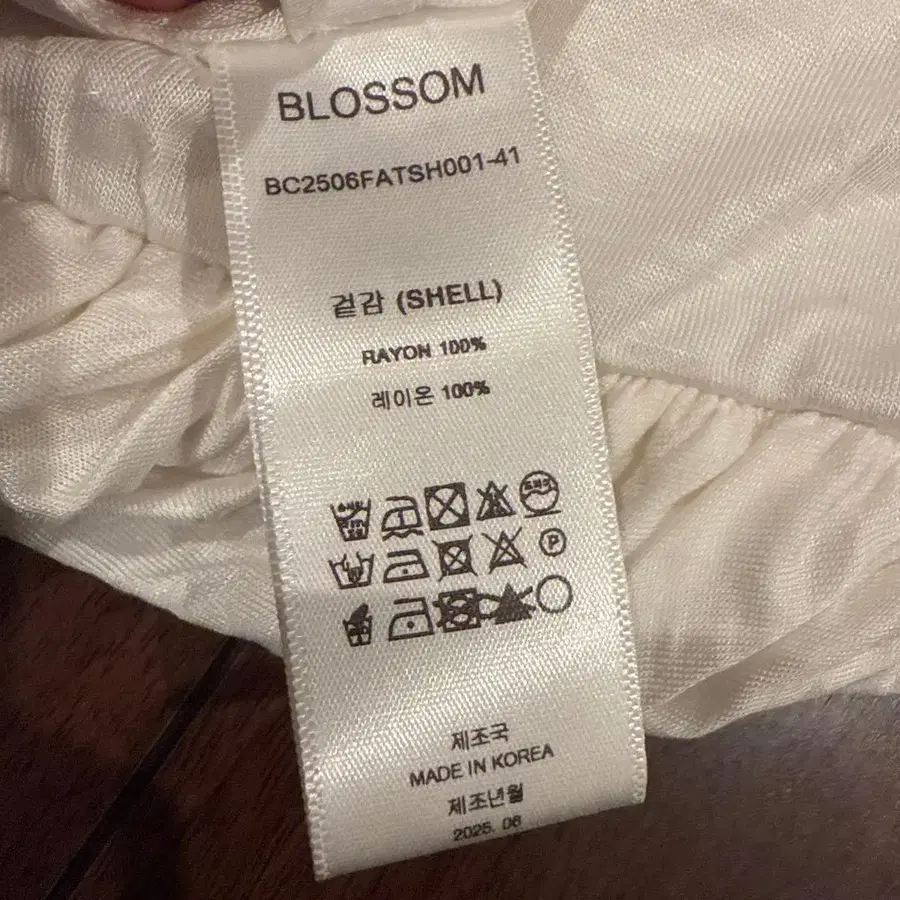 BLOSSOM
BC2506FATSH001-41
겉감 (SHELL)
RAYON 100%
레이온 100%
P
제조국
MADE IN KOREA
제조년월
2025. 06